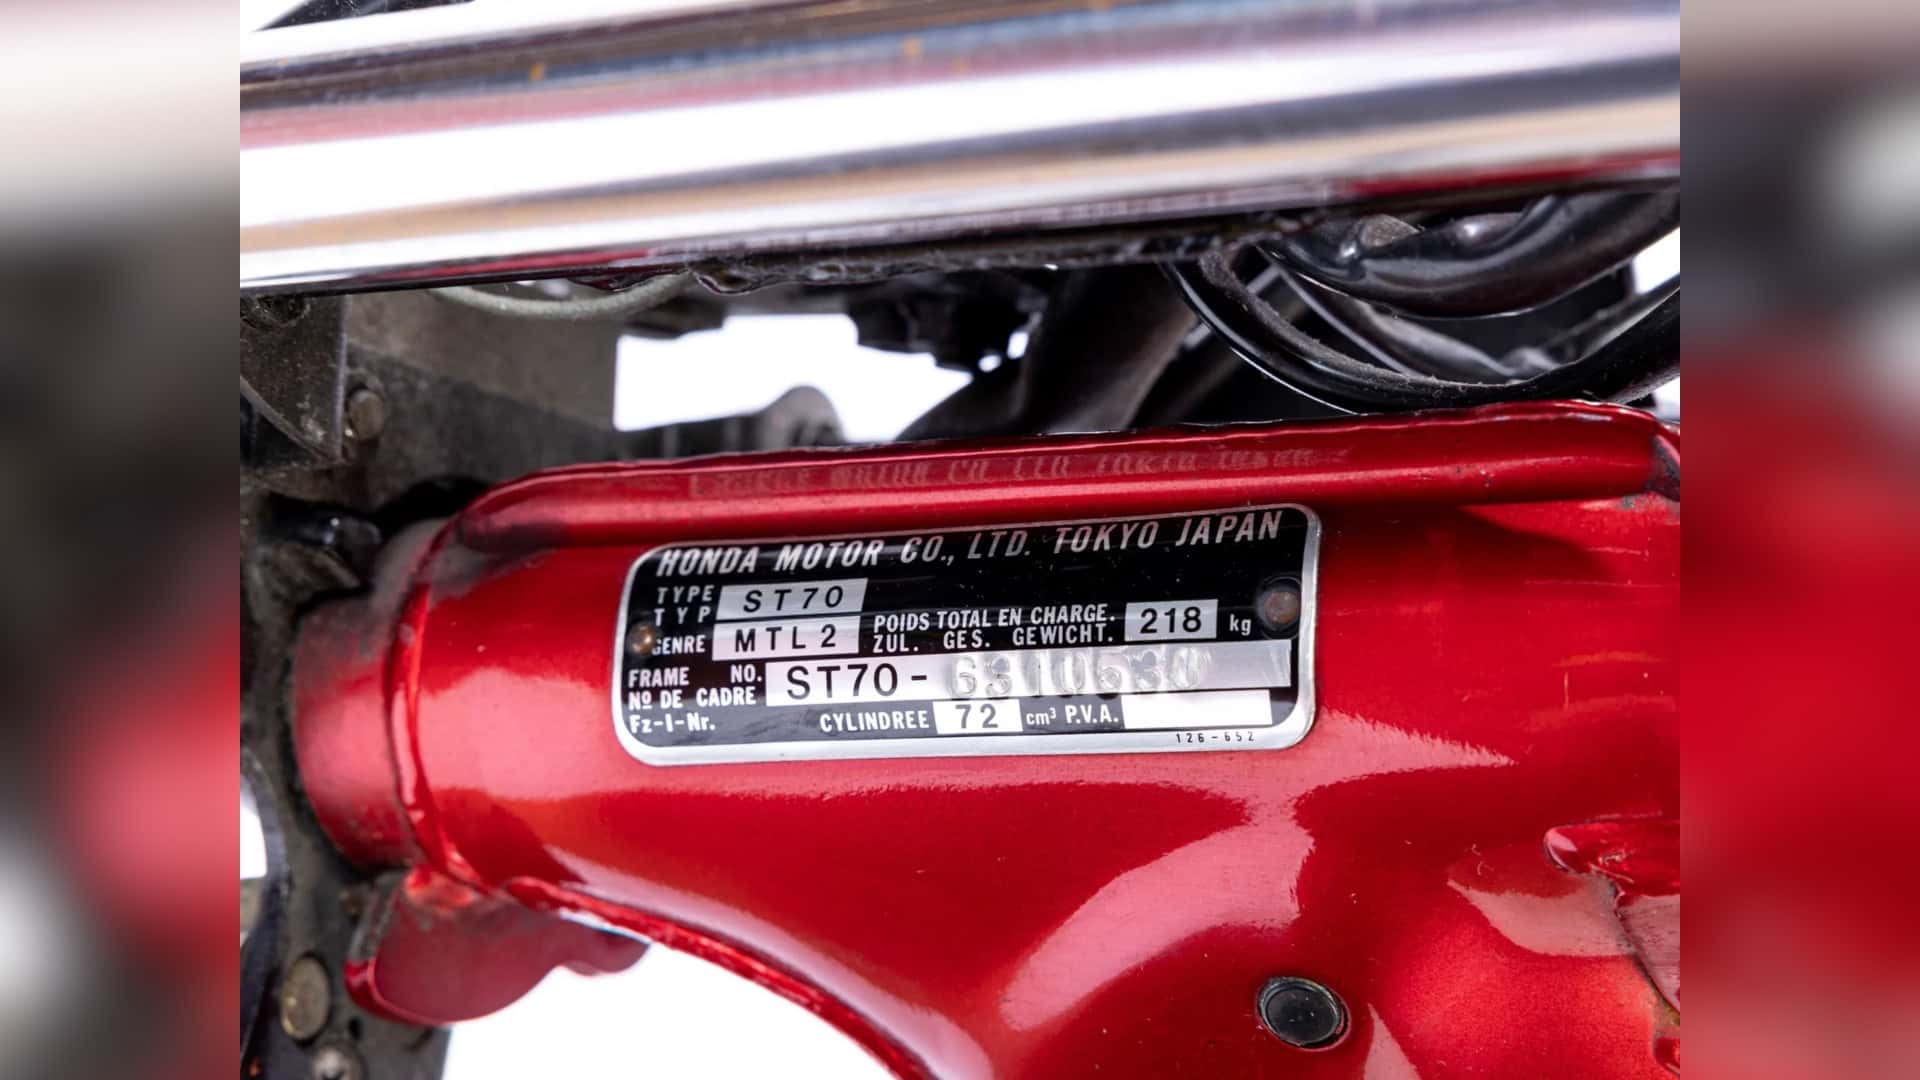 HONDA MOTOR CO., LTD. TOKYO JAPAN
TYPE
TYP ST70
GENRE MTL2
POIDS TOTAL EN CHARGE.
ZUL. GES. GEWICHT. 218 kg
FRAME NO.
Nº DE CADRE ST70-6310530
Fz-I-Nr.
CYLINDREE 72 cm³ P.V.A.
126-652